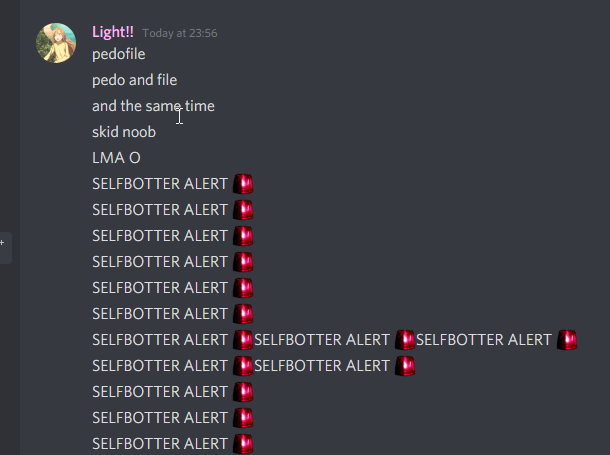 Light!! Today at 23:56
pedofile
pedo and file
and the same time
skid noob
LMA O
SELFBOTTER ALERT 🚨
SELFBOTTER ALERT 🚨
SELFBOTTER ALERT 🚨
SELFBOTTER ALERT 🚨
SELFBOTTER ALERT 🚨
SELFBOTTER ALERT 🚨
SELFBOTTER ALERT 🚨SELFBOTTER ALERT 🚨SELFBOTTER ALERT 🚨
SELFBOTTER ALERT 🚨SELFBOTTER ALERT 🚨
SELFBOTTER ALERT 🚨
SELFBOTTER ALERT 🚨
SELFBOTTER ALERT 🚨